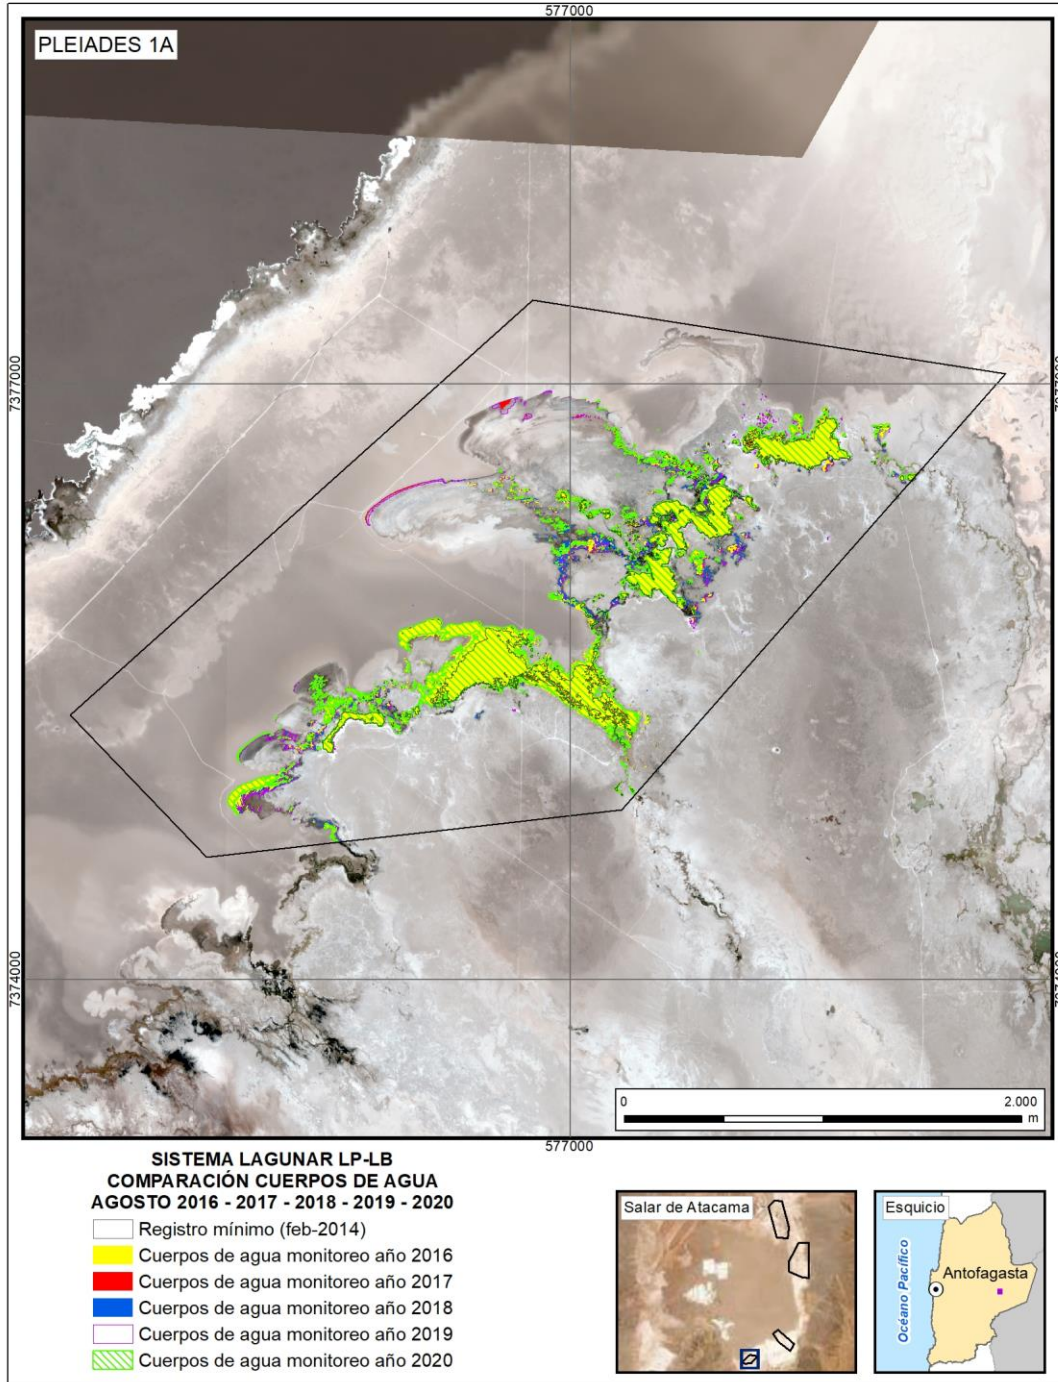 577000
PLEIADES 1A
7377000
7377000
7374000
7374000
0 2.000
m
577000
SISTEMA LAGUNAR LP-LB
COMPARACIÓN CUERPOS DE AGUA
AGOSTO 2016 - 2017 - 2018 - 2019 - 2020
Registro mínimo (feb-2014)
Cuerpos de agua monitoreo año 2016
Cuerpos de agua monitoreo año 2017
Cuerpos de agua monitoreo año 2018
Cuerpos de agua monitoreo año 2019
Cuerpos de agua monitoreo año 2020
Salar de Atacama
Esquicio
Océano Pacífico
Antofagasta